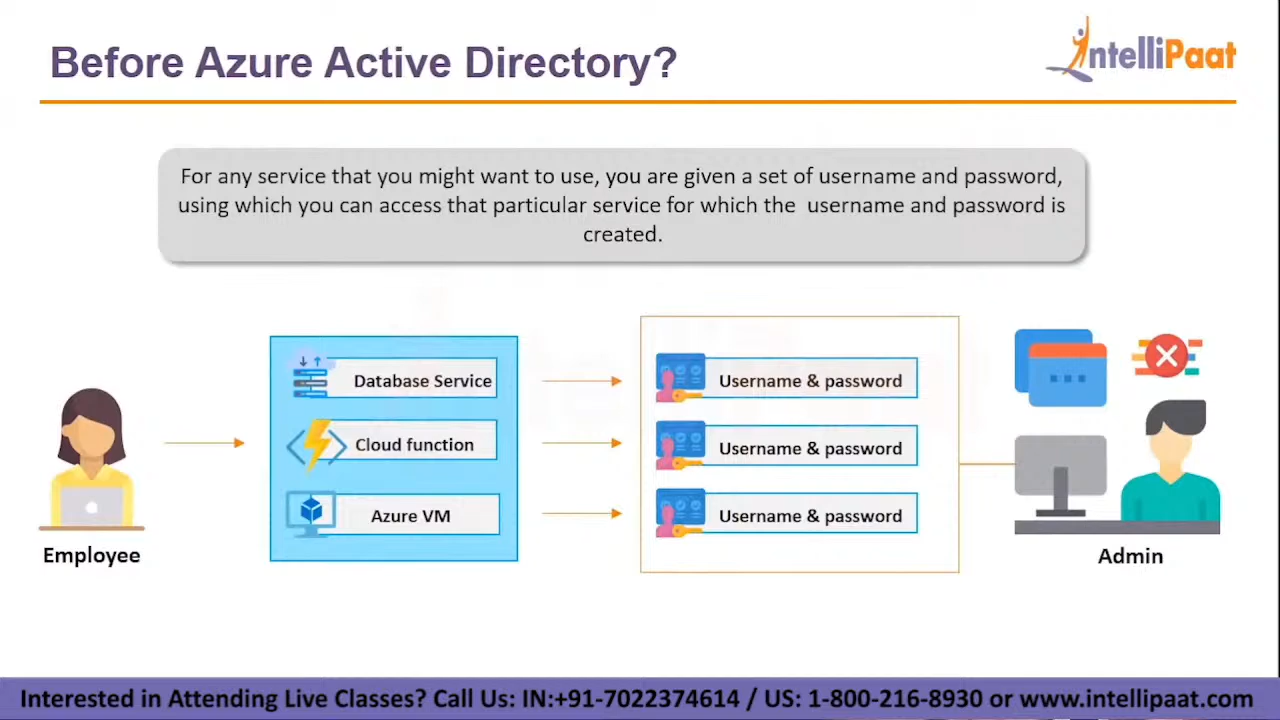 Before Azure Active Directory?
IntelliPaat
For any service that you might want to use, you are given a set of username and password,
using which you can access that particular service for which the username and password is
created.
Database Service
Username & password
Cloud function
Username & password
Azure VM
Username & password
Employee
Admin
Interested in Attending Live Classes? Call Us: IN:+91-7022374614 / US: 1-800-216-8930 or www.intellipaat.com